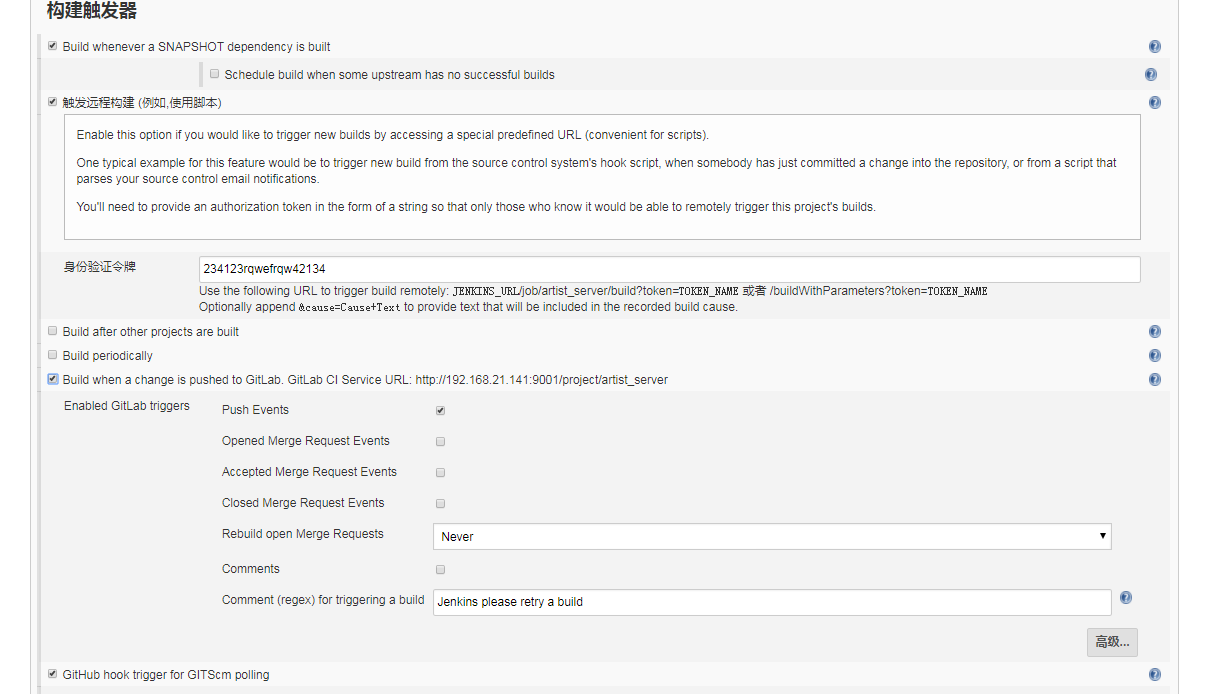 构建触发器
Build whenever a SNAPSHOT dependency is built
Schedule build when some upstream has no successful builds
触发远程构建 (例如,使用脚本)
Enable this option if you would like to trigger new builds by accessing a special predefined URL (convenient for scripts).
One typical example for this feature would be to trigger new build from the source control system's hook script, when somebody has just committed a change into the repository, or from a script that
parses your source control email notifications.
You'll need to provide an authorization token in the form of a string so that only those who know it would be able to remotely trigger this project's builds.
身份验证令牌 234123rqwefrqw42134
Use the following URL to trigger build remotely: JENKINS_URL/job/artist_server/build?token=TOKEN_NAME 或者 /buildWithParameters?token=TOKEN_NAME
Optionally append &cause=Cause+Text to provide text that will be included in the recorded build cause.
Build after other projects are built
Build periodically
Build when a change is pushed to GitLab. GitLab CI Service URL: http://192.168.21.141:9001/project/artist_server
Enabled GitLab triggers Push Events
Opened Merge Request Events
Accepted Merge Request Events
Closed Merge Request Events
Rebuild open Merge Requests Never
Comments
Comment (regex) for triggering a build Jenkins please retry a build
高级...
GitHub hook trigger for GITScm polling